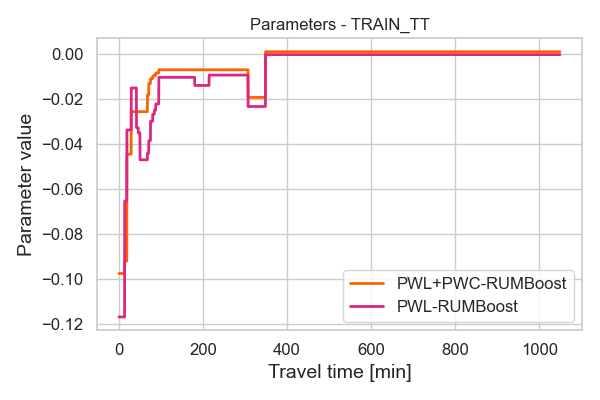 Parameters - TRAIN_TT
Parameter value
0.00
−0.02
−0.04
−0.06
−0.08
−0.10
−0.12
PWL+PWC-RUMBoost
PWL-RUMBoost
0
200
400
600
800
1000
Travel time [min]